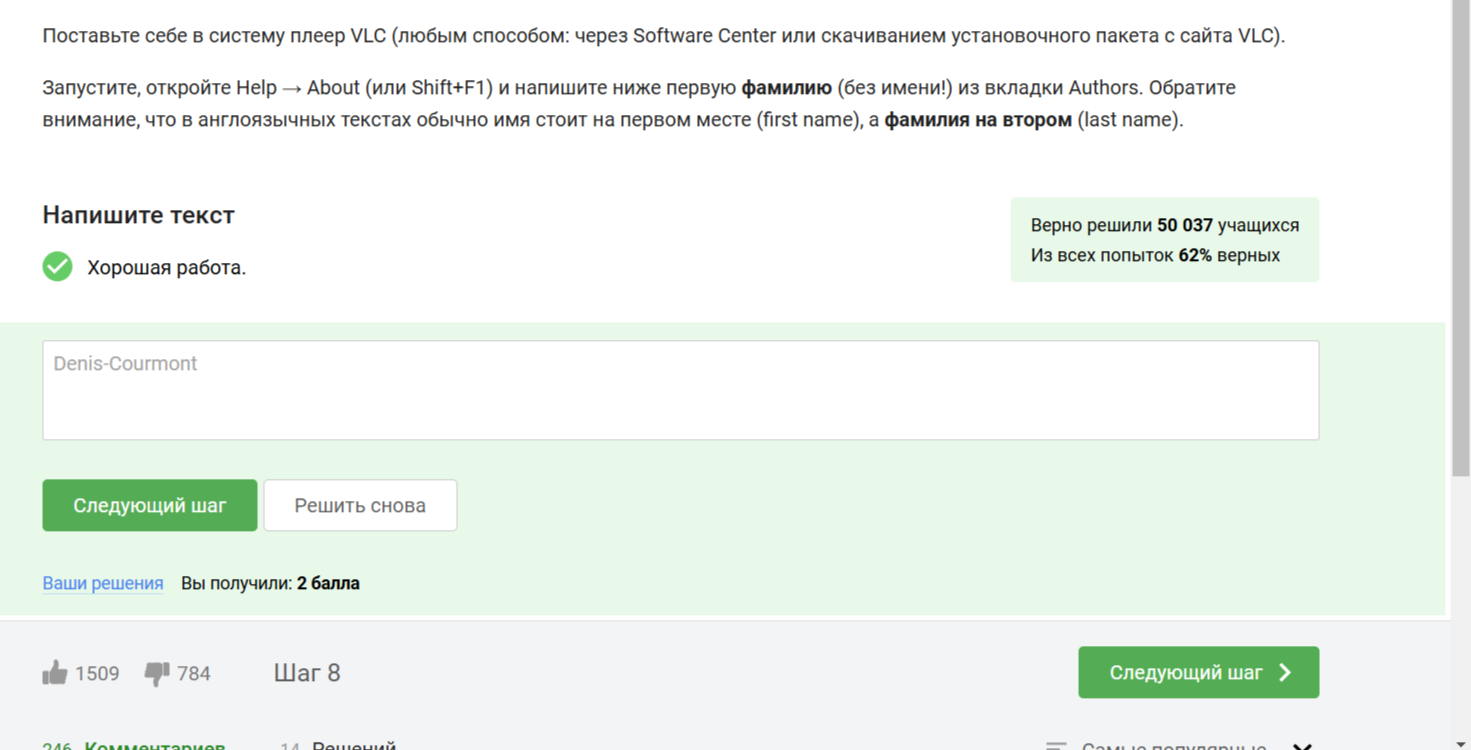 Поставьте себе в систему плеер VLC (любым способом: через Software Center или скачиванием установочного пакета с сайта VLC).
Запустите, откройте Help → About (или Shift+F1) и напишите ниже первую фамилию (без имени!) из вкладки Authors. Обратите
внимание, что в англоязычных текстах обычно имя стоит на первом месте (first name), а фамилия на втором (last name).
Напишите текст
Хорошая работа.
Верно решили 50 037 учащихся
Из всех попыток 62% верных
Denis-Courmont
Следующий шаг
Решить снова
Ваши решения Вы получили: 2 балла
1509 784 Шаг 8
Следующий шаг
246 Комментариев 14 Решений
Самые популярные